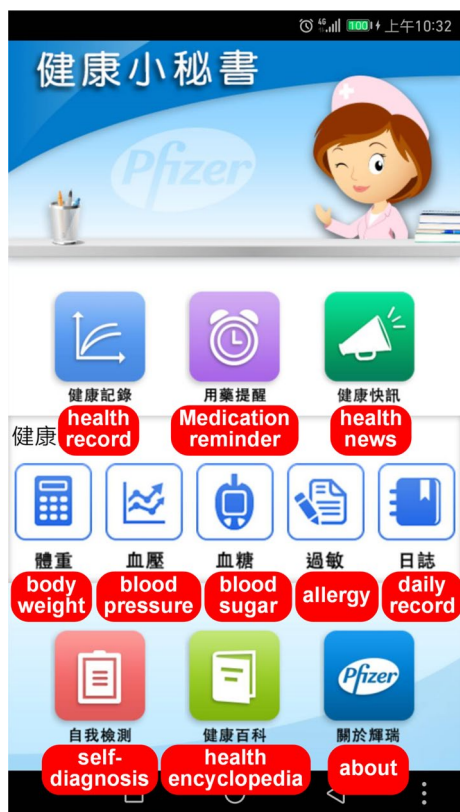 4G 100 上午10:32
健康小秘書
Pfizer
健康記錄 用藥提醒 健康快訊
health record
Medication reminder
health news
健康
體重 血壓 血糖 過敏 日誌
body weight
blood pressure
blood sugar
allergy
daily record
Pfizer
自我檢測 健康百科 關於輝瑞
self-diagnosis
health encyclopedia
about